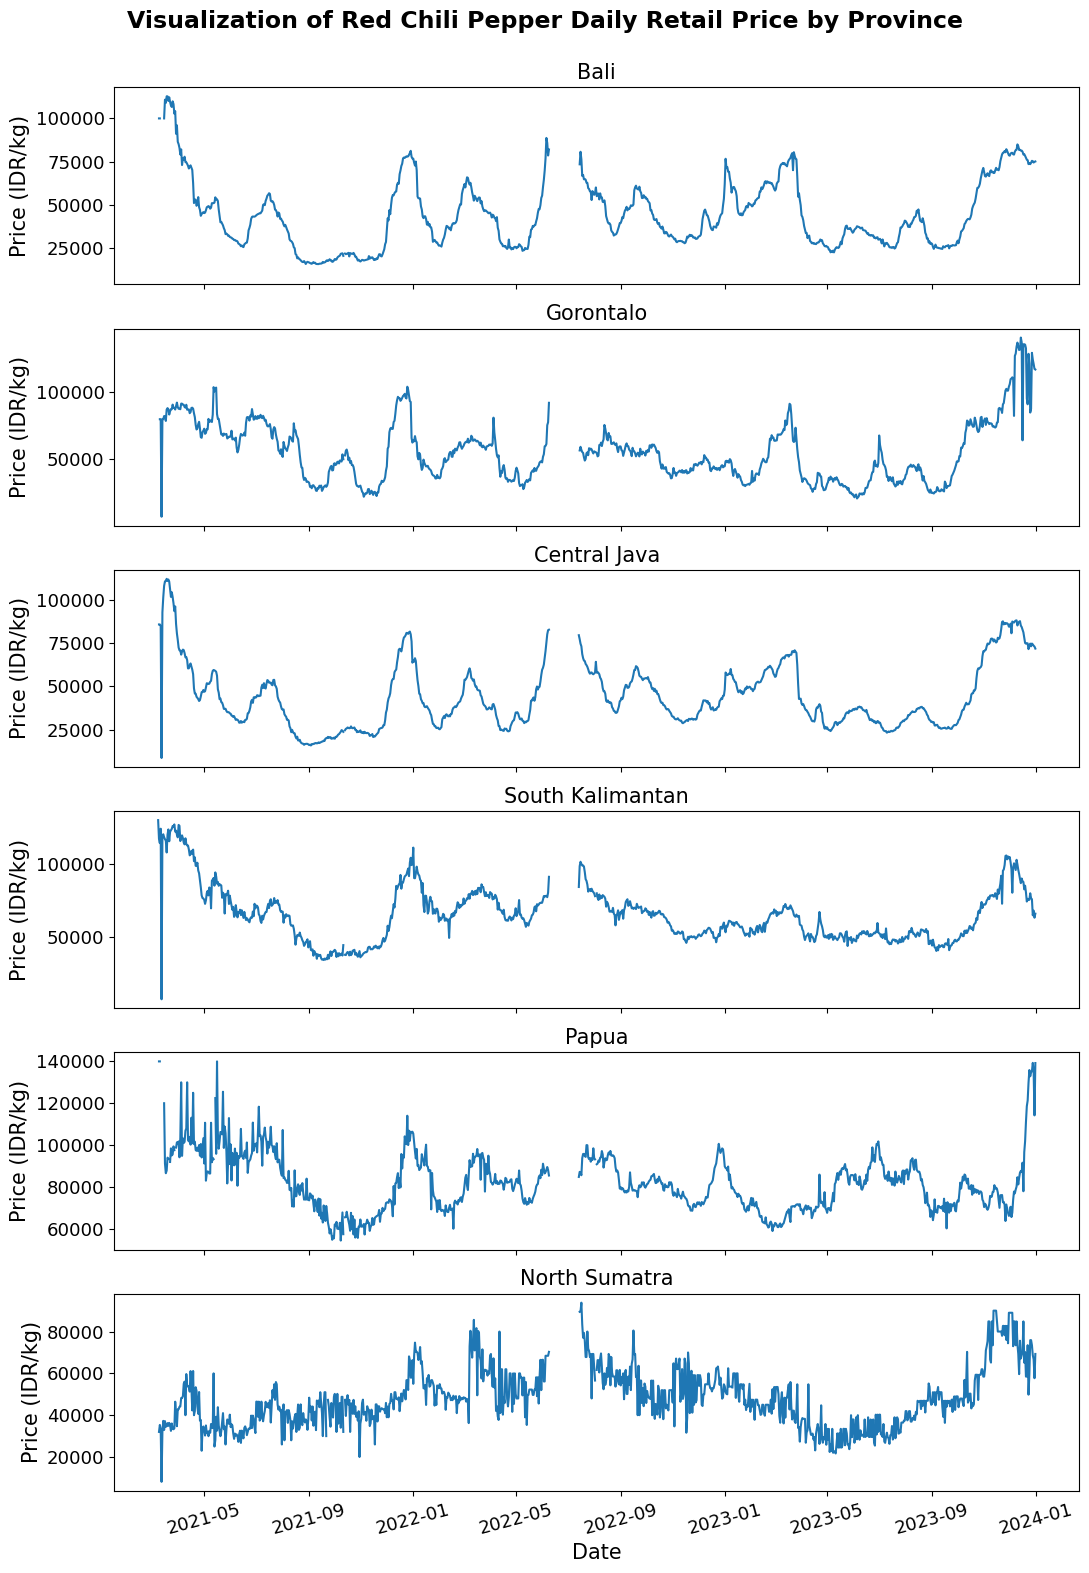 Visualization of Red Chili Pepper Daily Retail Price by Province
Bali
Price (IDR/kg)
100000
75000
50000
25000
Gorontalo
Price (IDR/kg)
100000
50000
Central Java
Price (IDR/kg)
100000
75000
50000
25000
South Kalimantan
Price (IDR/kg)
100000
50000
Papua
Price (IDR/kg)
140000
120000
100000
80000
60000
North Sumatra
Price (IDR/kg)
80000
60000
40000
20000
2021-05 2021-09 2022-01 2022-05 2022-09 2023-01 2023-05 2023-09 2024-01
Date